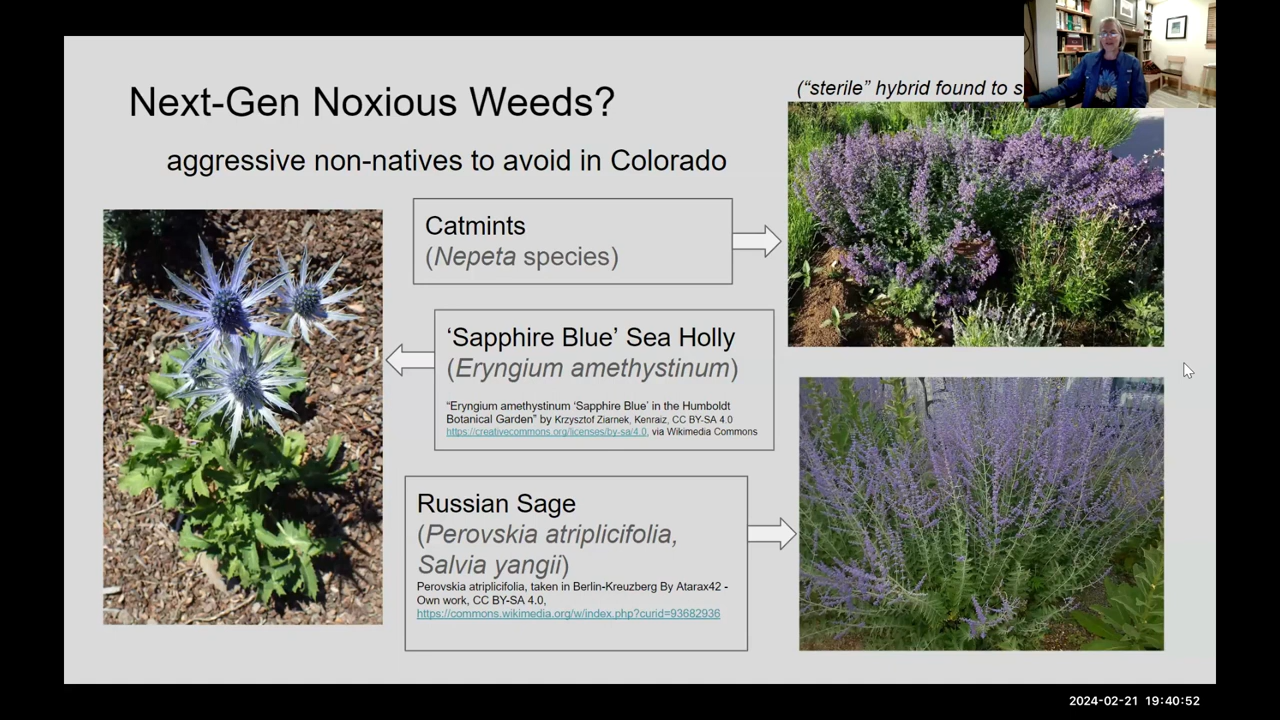 Next-Gen Noxious Weeds?
("sterile" hybrid found to s
aggressive non-natives to avoid in Colorado
Catmints
(Nepeta species)
‘Sapphire Blue’ Sea Holly
(Eryngium amethystinum)
“Eryngium amethystinum ‘Sapphire Blue’ in the Humboldt
Botanical Garden” by Krzysztof Ziarnek, Kenraiz, CC BY-SA 4.0
https://creativecommons.org/licenses/by-sa/4.0, via Wikimedia Commons
Russian Sage
(Perovskia atriplicifolia,
Salvia yangii)
Perovskia atriplicifolia, taken in Berlin-Kreuzberg By Atarax42 -
Own work, CC BY-SA 4.0,
https://commons.wikimedia.org/w/index.php?curid=93682936
2024-02-21 19:40:52